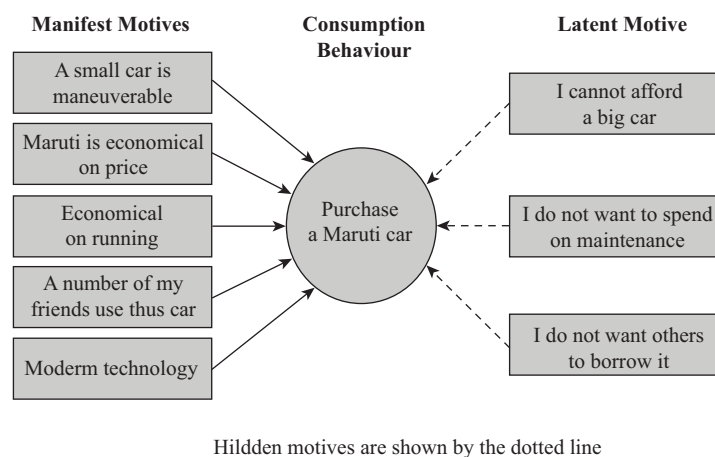 Manifest Motives
Consumption
Behaviour
Latent Motive
A small car is
maneuverable
Maruti is economical
on price
Economical
on running
A number of my
friends use thus car
Moderm technology
Purchase
a Maruti car
I cannot afford
a big car
I do not want to spend
on maintenance
I do not want others
to borrow it
Hildden motives are shown by the dotted line